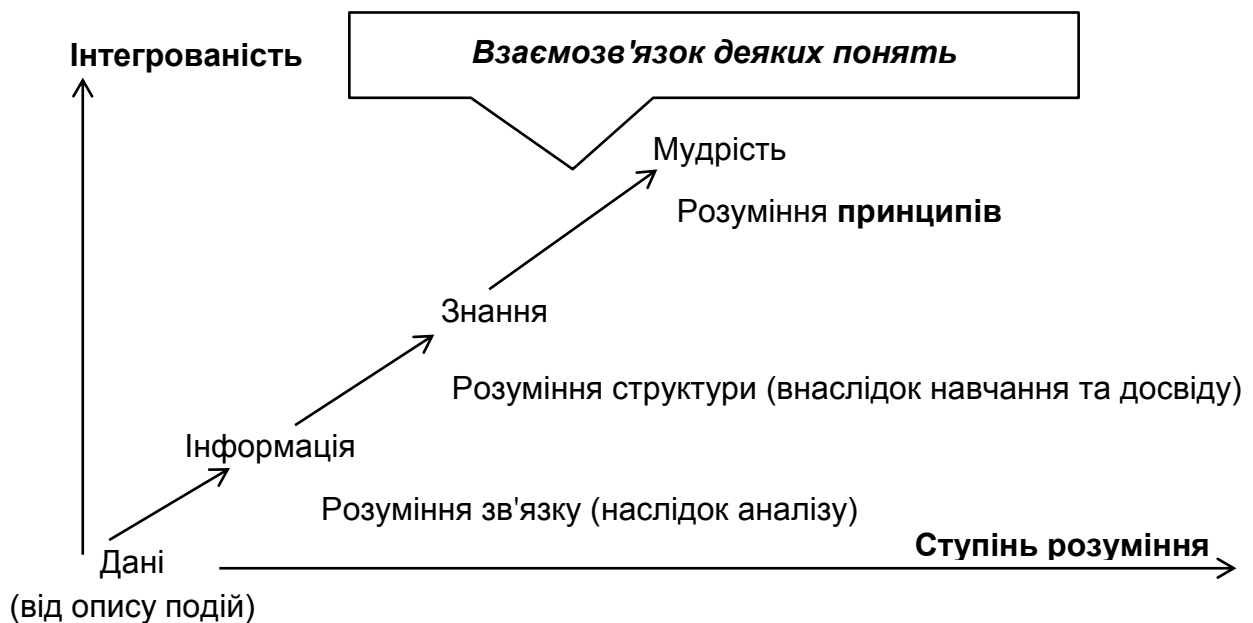 Інтегрованість
Взаємозв'язок деяких понять
Мудрість
Розуміння принципів
Знання
Розуміння структури (внаслідок навчання та досвіду)
Інформація
Розуміння зв'язку (наслідок аналізу)
Ступінь розуміння
Дані
(від опису подій)